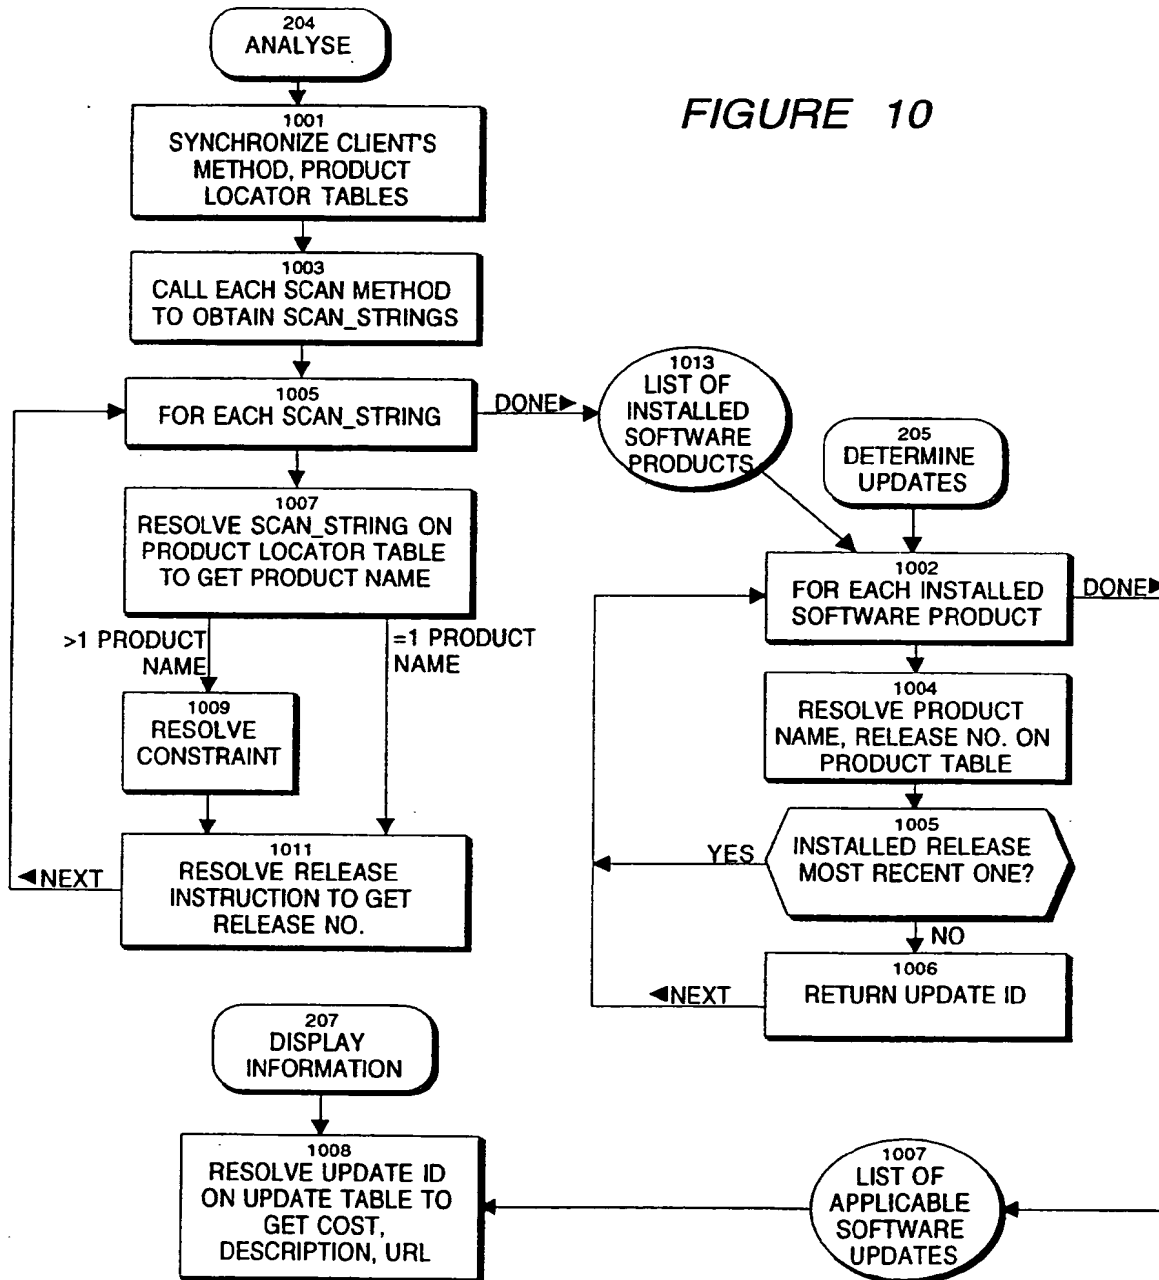 FIGURE 10
204
ANALYSE
1001
SYNCHRONIZE CLIENT'S
METHOD, PRODUCT
LOCATOR TABLES
1003
CALL EACH SCAN METHOD
TO OBTAIN SCAN_STRINGS
1005
FOR EACH SCAN_STRING
DONE▶
1007
RESOLVE SCAN_STRING ON
PRODUCT LOCATOR TABLE
TO GET PRODUCT NAME
>1 PRODUCT
NAME
=1 PRODUCT
NAME
1009
RESOLVE
CONSTRAINT
1011
RESOLVE RELEASE
INSTRUCTION TO GET
RELEASE NO.
◀NEXT
1013
LIST OF
INSTALLED
SOFTWARE
PRODUCTS
205
DETERMINE
UPDATES
1002
FOR EACH INSTALLED
SOFTWARE PRODUCT
DONE▶
1004
RESOLVE PRODUCT
NAME, RELEASE NO. ON
PRODUCT TABLE
1005
INSTALLED RELEASE
MOST RECENT ONE?
YES
NO
1006
RETURN UPDATE ID
◀NEXT
207
DISPLAY
INFORMATION
1008
RESOLVE UPDATE ID
ON UPDATE TABLE TO
GET COST,
DESCRIPTION, URL
1007
LIST OF
APPLICABLE
SOFTWARE
UPDATES